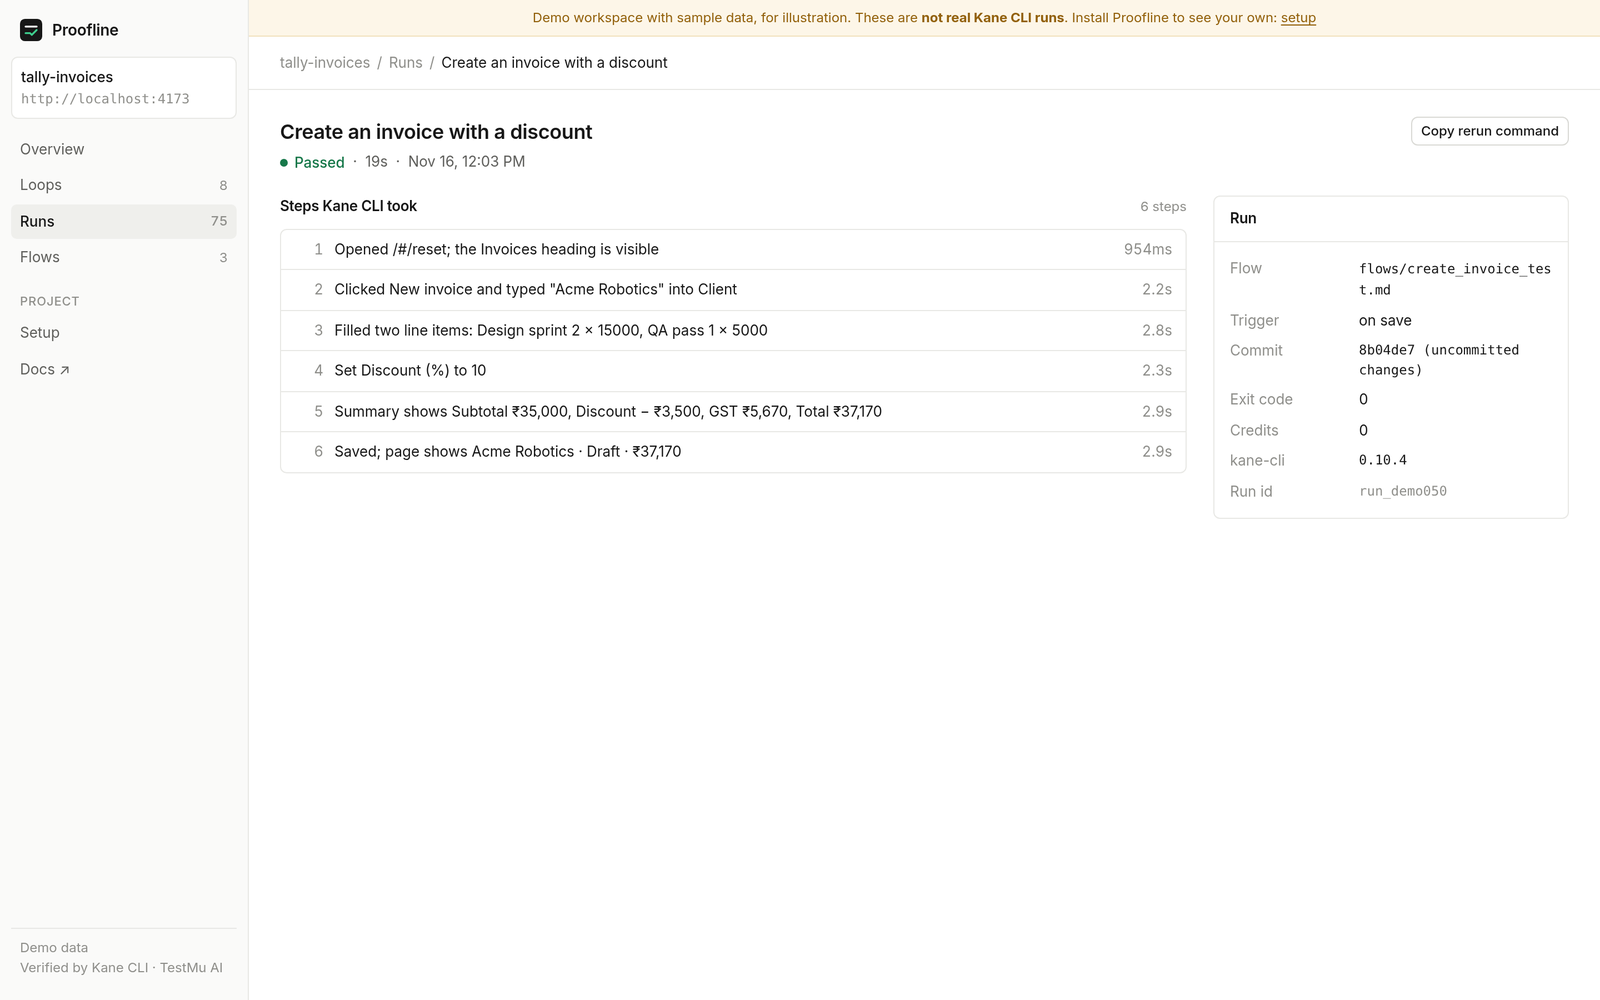 Proofline
tally-invoices
http://localhost:4173
Overview
Loops 8
Runs 75
Flows 3
PROJECT
Setup
Docs ↗
Demo data
Verified by Kane CLI · TestMu AI
Demo workspace with sample data, for illustration. These are not real Kane CLI runs. Install Proofline to see your own: setup
tally-invoices / Runs / Create an invoice with a discount
Create an invoice with a discount
Copy rerun command
Passed · 19s · Nov 16, 12:03 PM
Steps Kane CLI took 6 steps
1 Opened /#/reset; the Invoices heading is visible 954ms
2 Clicked New invoice and typed "Acme Robotics" into Client 2.2s
3 Filled two line items: Design sprint 2 × 15000, QA pass 1 × 5000 2.8s
4 Set Discount (%) to 10 2.3s
5 Summary shows Subtotal ₹35,000, Discount − ₹3,500, GST ₹5,670, Total ₹37,170 2.9s
6 Saved; page shows Acme Robotics · Draft · ₹37,170 2.9s
Run
Flow flows/create_invoice_tes
t.md
Trigger on save
Commit 8b04de7 (uncommitted
changes)
Exit code 0
Credits 0
kane-cli 0.10.4
Run id run_demo050